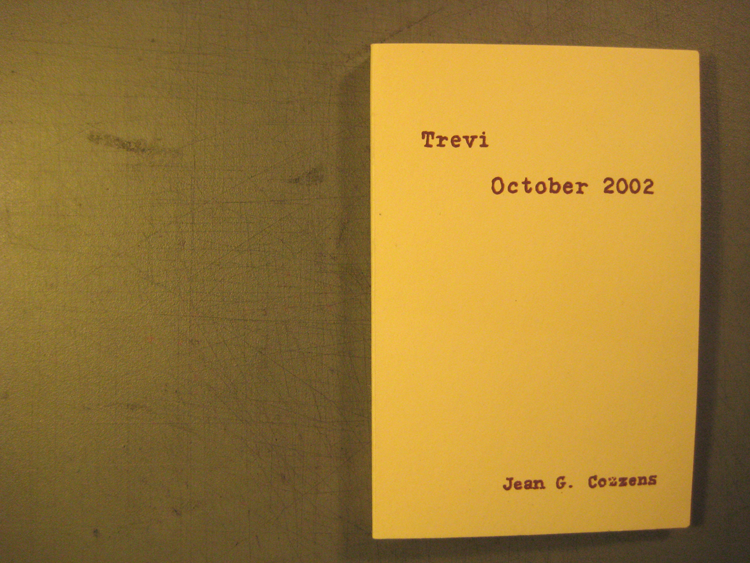 Trevi
October 2002
Jean G. Cozzens